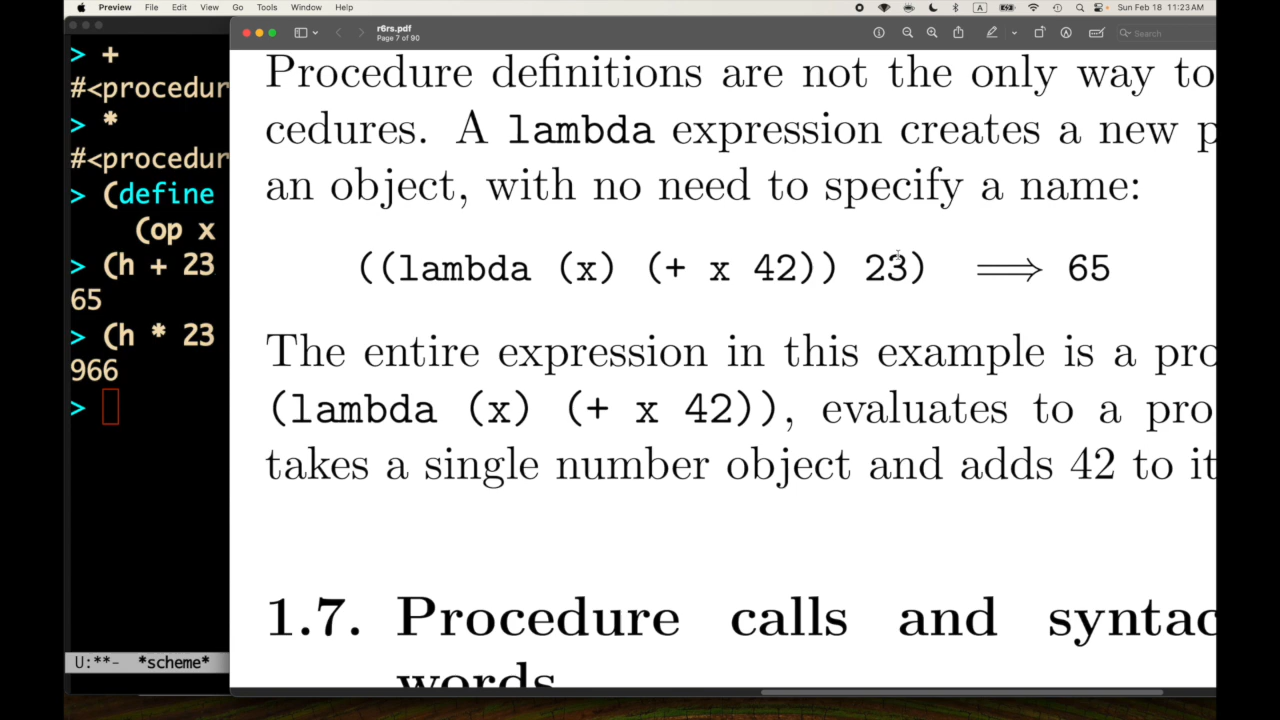 Preview File Edit View Go Tools Window Help Sun Feb 18 11:23 AM
r6rs.pdf
Page 7 of 90
Search
> +
#<procedur
> *
#<procedur
> (define
(op x
> (h + 23
65
> (h * 23
966
>
U:**- *scheme*
Procedure definitions are not the only way to
cedures. A lambda expression creates a new p
an object, with no need to specify a name:
((lambda (x) (+ x 42)) 23) ⟹ 65
The entire expression in this example is a pro
(lambda (x) (+ x 42)), evaluates to a pro
takes a single number object and adds 42 to it
1.7. Procedure calls and syntac
words